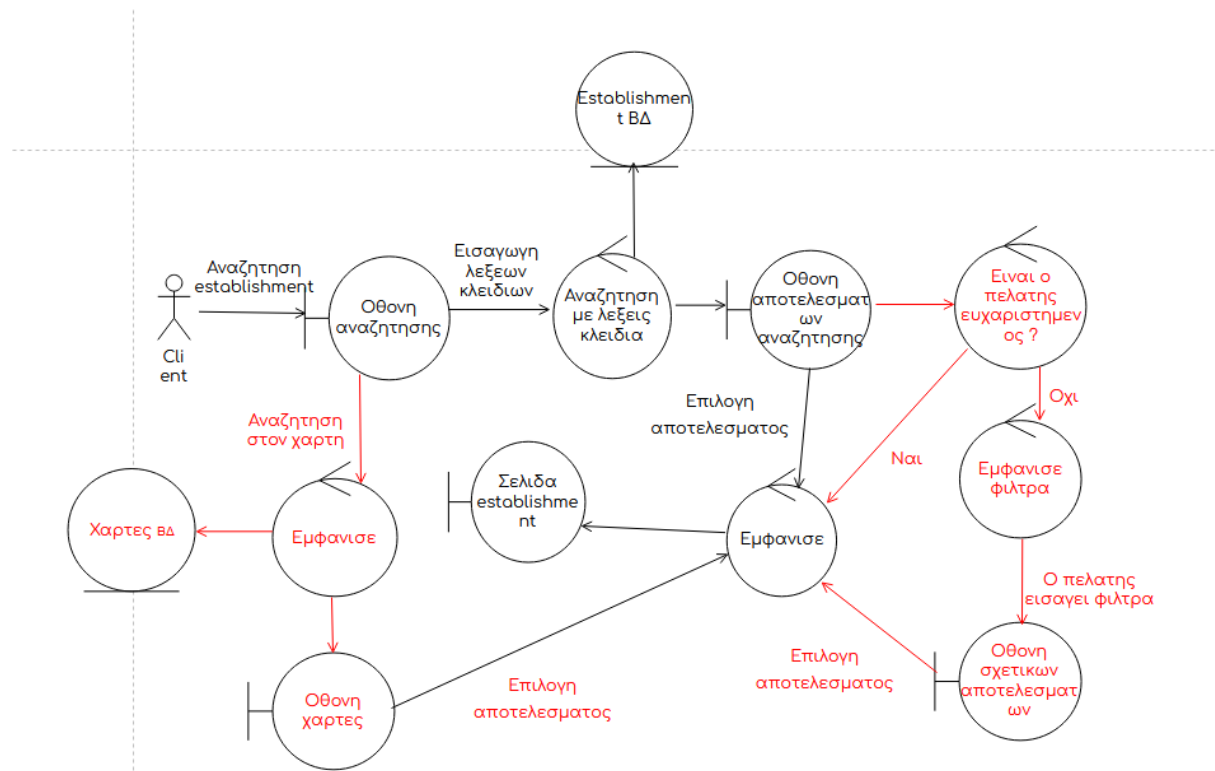 Establishmen
t ΒΔ
Αναζητηση
establishment
Cli
ent
Οθονη
αναζητησης
Εισαγωγη
λεξεων
κλειδιων
Αναζητηση
με λεξεις
κλειδια
Οθονη
αποτελεσματ
ων
αναζητησης
Ειναι ο
πελατης
ευχαριστημεν
ος ?
Αναζητηση
στον χαρτη
Επιλογη
αποτελεσματος
Ναι
Οχι
Εμφανισε
φιλτρα
Σελιδα
establishme
nt
Χαρτες ΒΔ
Εμφανισε
Εμφανισε
Ο πελατης
εισαγει φιλτρα
Οθονη
χαρτες
Επιλογη
αποτελεσματος
Επιλογη
αποτελεσματος
Οθονη
σχετικων
αποτελεσματ
ων